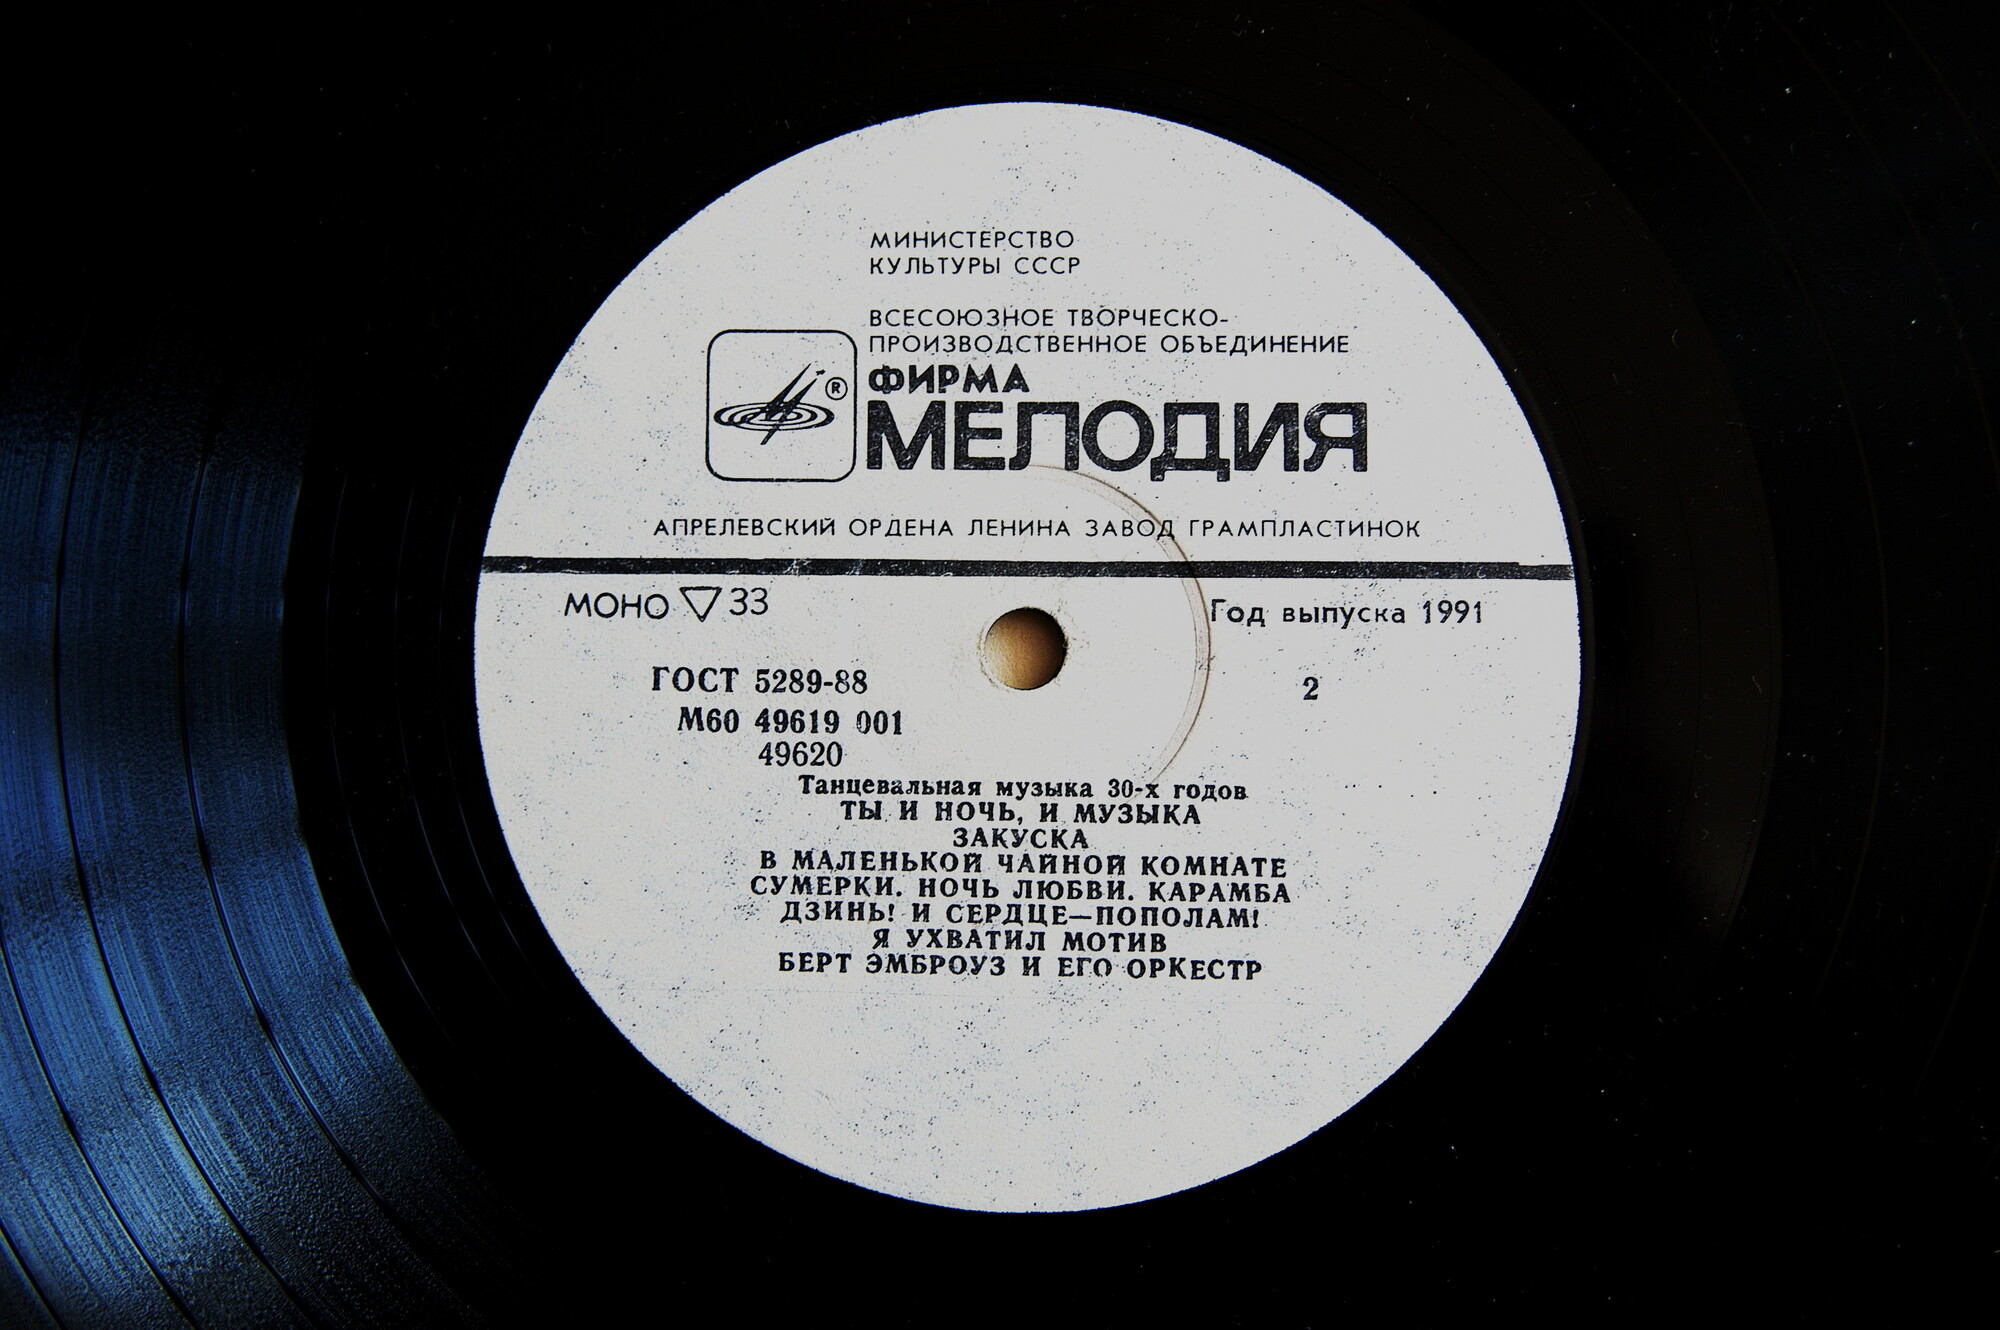 МИНИСТЕРСТВО
КУЛЬТУРЫ СССР
ВСЕСОЮЗНОЕ ТВОРЧЕСКО-
ПРОИЗВОДСТВЕННОЕ ОБЪЕДИНЕНИЕ
®
ФИРМА
МЕЛОДИЯ
АПРЕЛЕВСКИЙ ОРДЕНА ЛЕНИНА ЗАВОД ГРАМПЛАСТИНОК
МОНО ▽ 33
Год выпуска 1991
ГОСТ 5289-88
2
М60 49619 001
49620
Танцевальная музыка 30-х годов
ТЫ И НОЧЬ, И МУЗЫКА
ЗАКУСКА
В МАЛЕНЬКОЙ ЧАЙНОЙ КОМНАТЕ
СУМЕРКИ. НОЧЬ ЛЮБВИ. КАРАМБА
ДЗИНЬ! И СЕРДЦЕ—ПОПОЛАМ!
Я УХВАТИЛ МОТИВ
БЕРТ ЭМБРОУЗ И ЕГО ОРКЕСТР